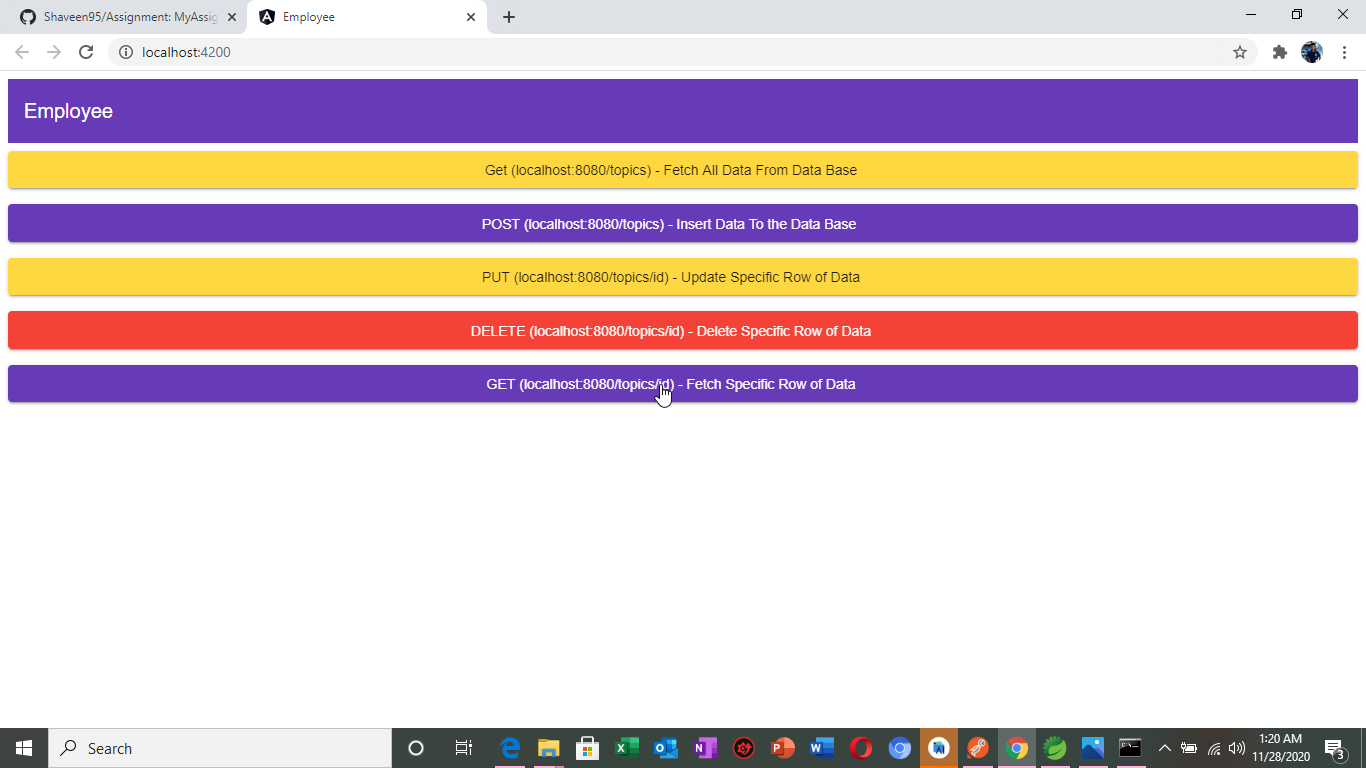 Shaveen95/Assignment: MyAssig
Employee
localhost:4200
Employee
Get (localhost:8080/topics) - Fetch All Data From Data Base
POST (localhost:8080/topics) - Insert Data To the Data Base
PUT (localhost:8080/topics/id) - Update Specific Row of Data
DELETE (localhost:8080/topics/id) - Delete Specific Row of Data
GET (localhost:8080/topics/id) - Fetch Specific Row of Data
Search
1:20 AM
11/28/2020
3